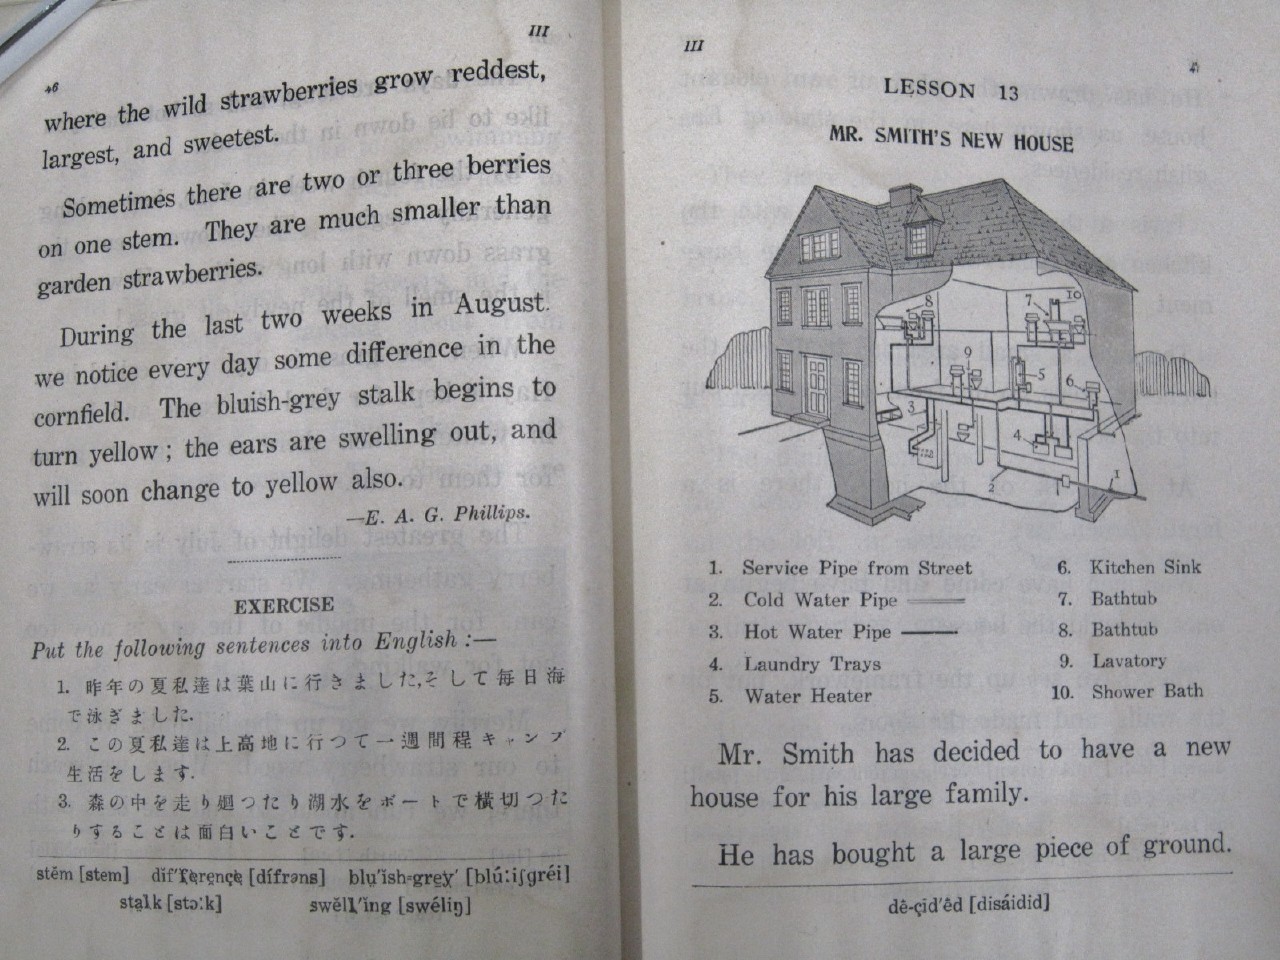 III
46
where the wild strawberries grow reddest,
largest, and sweetest.
Sometimes there are two or three berries
on one stem. They are much smaller than
garden strawberries.
During the last two weeks in August.
we notice every day some difference in the
cornfield. The bluish-grey stalk begins to
turn yellow ; the ears are swelling out, and
will soon change to yellow also.
—E. A. G. Phillips.
EXERCISE
Put the following sentences into English :—
1. 昨年の夏私達は葉山に行きました,そして毎日海
で泳ぎました.
2. この夏私達は上高地に行つて一週間程キャンプ
生活をします.
3. 森の中を走り廻つたり湖水をボートで横切つた
りすることは面白いことです.
stĕm [stem] dĭf'fẽrençe [dífrəns] blu'ish=grey' [blú:iʃgréi]
stalk [stɔ:k] swĕll'ing [swéliŋ]
III
LESSON 13
MR. SMITH'S NEW HOUSE
8
7
10
9
5
6
3
4
2
1
1. Service Pipe from Street
2. Cold Water Pipe
3. Hot Water Pipe
4. Laundry Trays
5. Water Heater
6. Kitchen Sink
7. Bathtub
8. Bathtub
9. Lavatory
10. Shower Bath
Mr. Smith has decided to have a new
house for his large family.
He has bought a large piece of ground.
dê-çid'ĕd [disáidid]